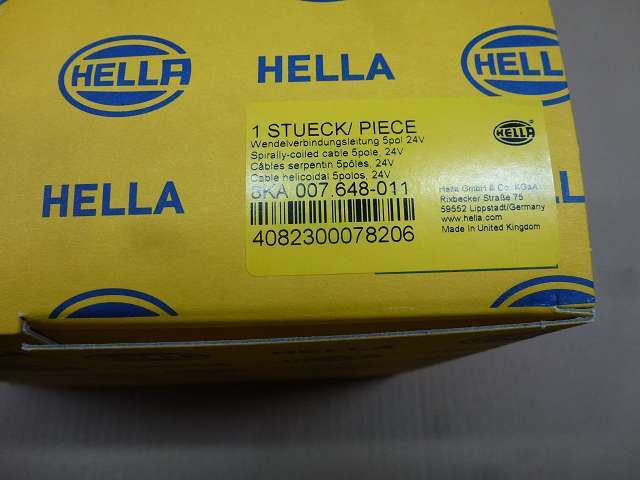 HELLA
HELLA
HELLA
HELLA
1 STUECK/ PIECE
Wendelverbindungsleitung 5pol 24V
Spirally-coiled cable 5pole, 24V
Câbles serpentin 5pôles, 24V
Cable helicoidal 5polos, 24V
8KA 007.648-011
4082300078206
HELLA
Hella GmbH & Co. KGaA
Rixbecker Straße 75
59552 Lippstadt/Germany
www.hella.com
Made in United Kingdom
HELLA
HELLA